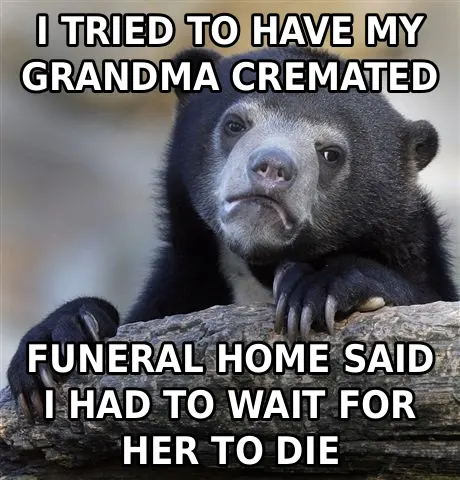 I TRIED TO HAVE MY
GRANDMA CREMATED
FUNERAL HOME SAID
I HAD TO WAIT FOR
HER TO DIE